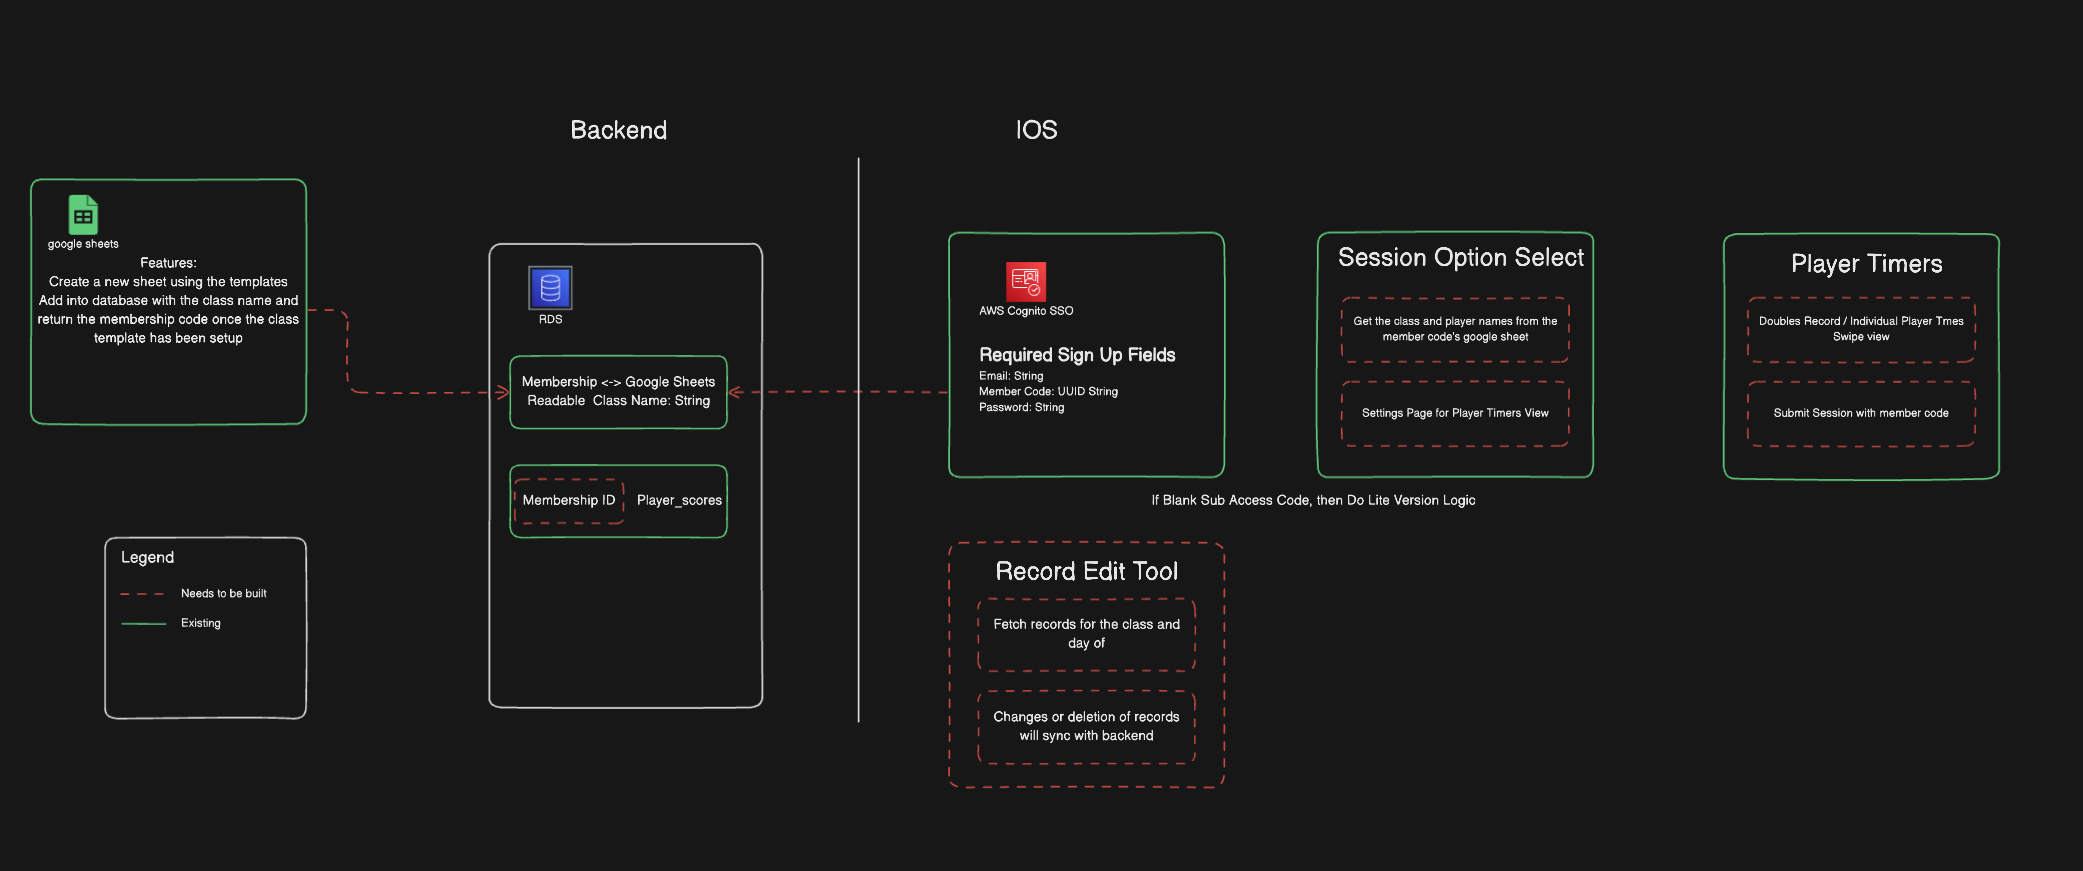 Backend
IOS
google sheets
Features:
Create a new sheet using the templates
Add into database with the class name and
return the membership code once the class
template has been setup
RDS
Membership <-> Google Sheets
Readable Class Name: String
Membership ID
Player_scores
Legend
Needs to be built
Existing
AWS Cognito SSO
Required Sign Up Fields
Email: String
Member Code: UUID String
Password: String
Session Option Select
Get the class and player names from the
member code's google sheet
Settings Page for Player Timers View
Player Timers
Doubles Record / Individual Player Tmes
Swipe view
Submit Session with member code
If Blank Sub Access Code, then Do Lite Version Logic
Record Edit Tool
Fetch records for the class and
day of
Changes or deletion of records
will sync with backend